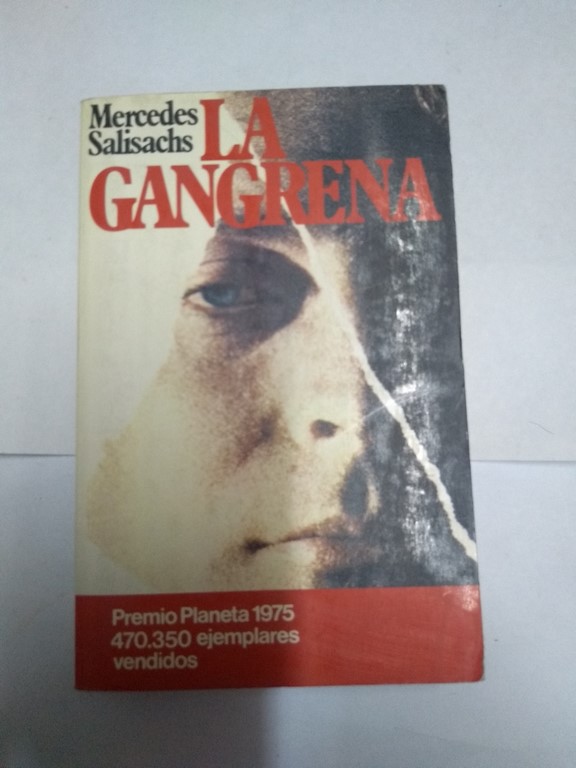 Mercedes
Salisachs
LA
GANGRENA
Premio Planeta 1975
470.350 ejemplares
vendidos